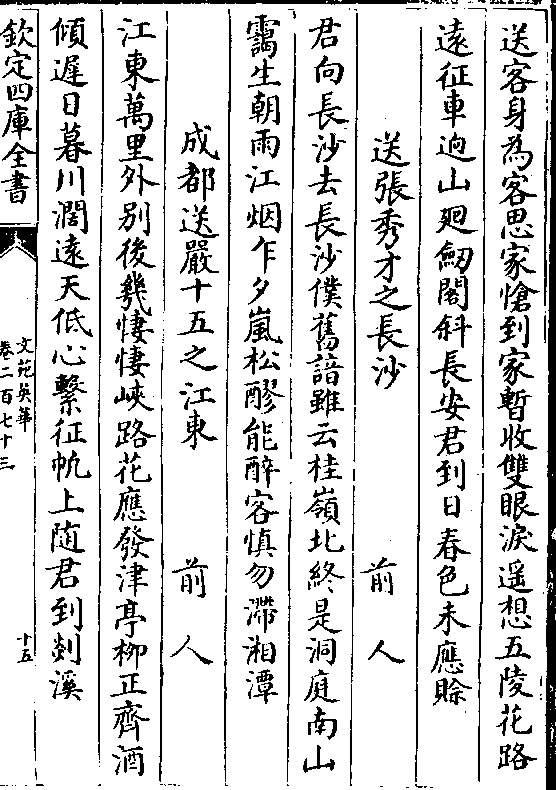 送客身為客思家愴到家暫收雙眼淚遥想五陵花路
遠征車逈山廻劒閣斜長安君到日春色未應賖
送張秀才之長沙　前人
君向長沙去長沙僕舊諳雖云桂嶺北終是洞庭南山
靄生朝雨江烟乍夕嵐松醪能醉客慎勿滯湘潭
成都送嚴十五之江東　前人
江東萬里外别後幾悽悽峽路花應發津亭栁正齊酒
傾遲日暮川濶遠天低心繫征帆上随君到剡溪
欽定四庫全書
文苑英華
卷二百七十三
十五